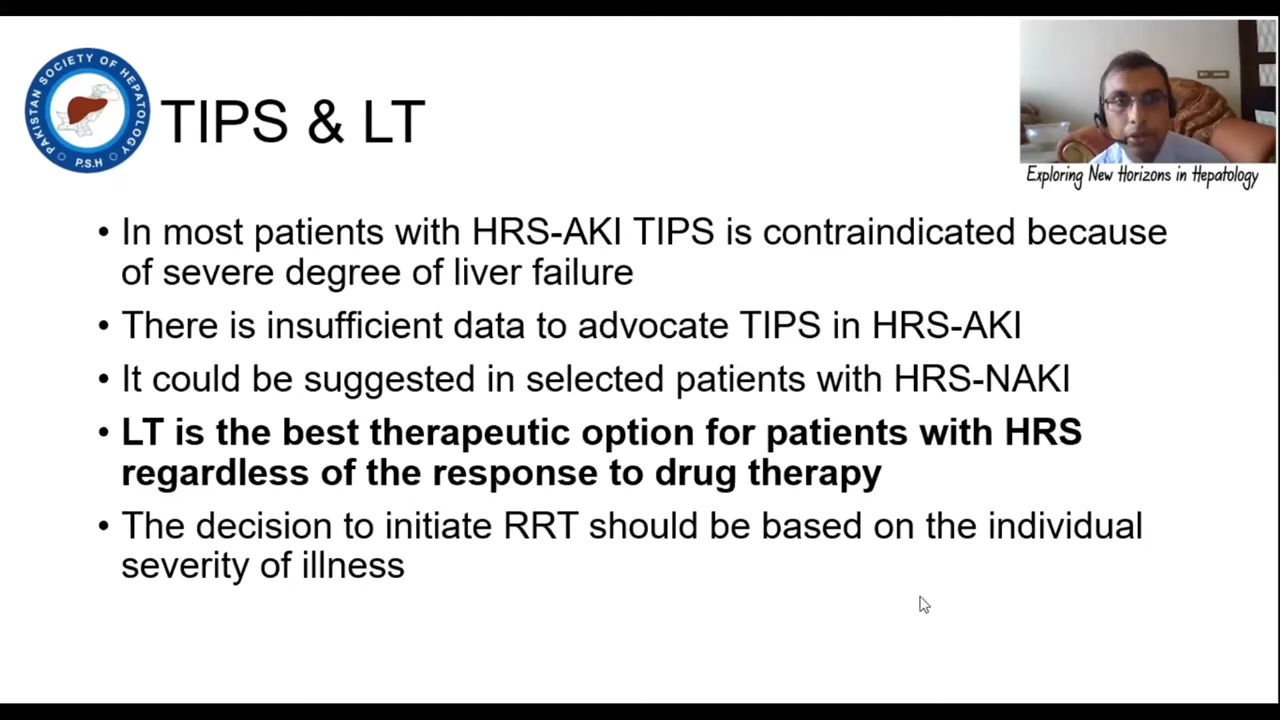 PAKISTAN SOCIETY OF HEPATOLOGY
P.S.H
TIPS & LT
Exploring New Horizons in Hepatology
• In most patients with HRS-AKI TIPS is contraindicated because
of severe degree of liver failure
• There is insufficient data to advocate TIPS in HRS-AKI
• It could be suggested in selected patients with HRS-NAKI
• LT is the best therapeutic option for patients with HRS
regardless of the response to drug therapy
• The decision to initiate RRT should be based on the individual
severity of illness